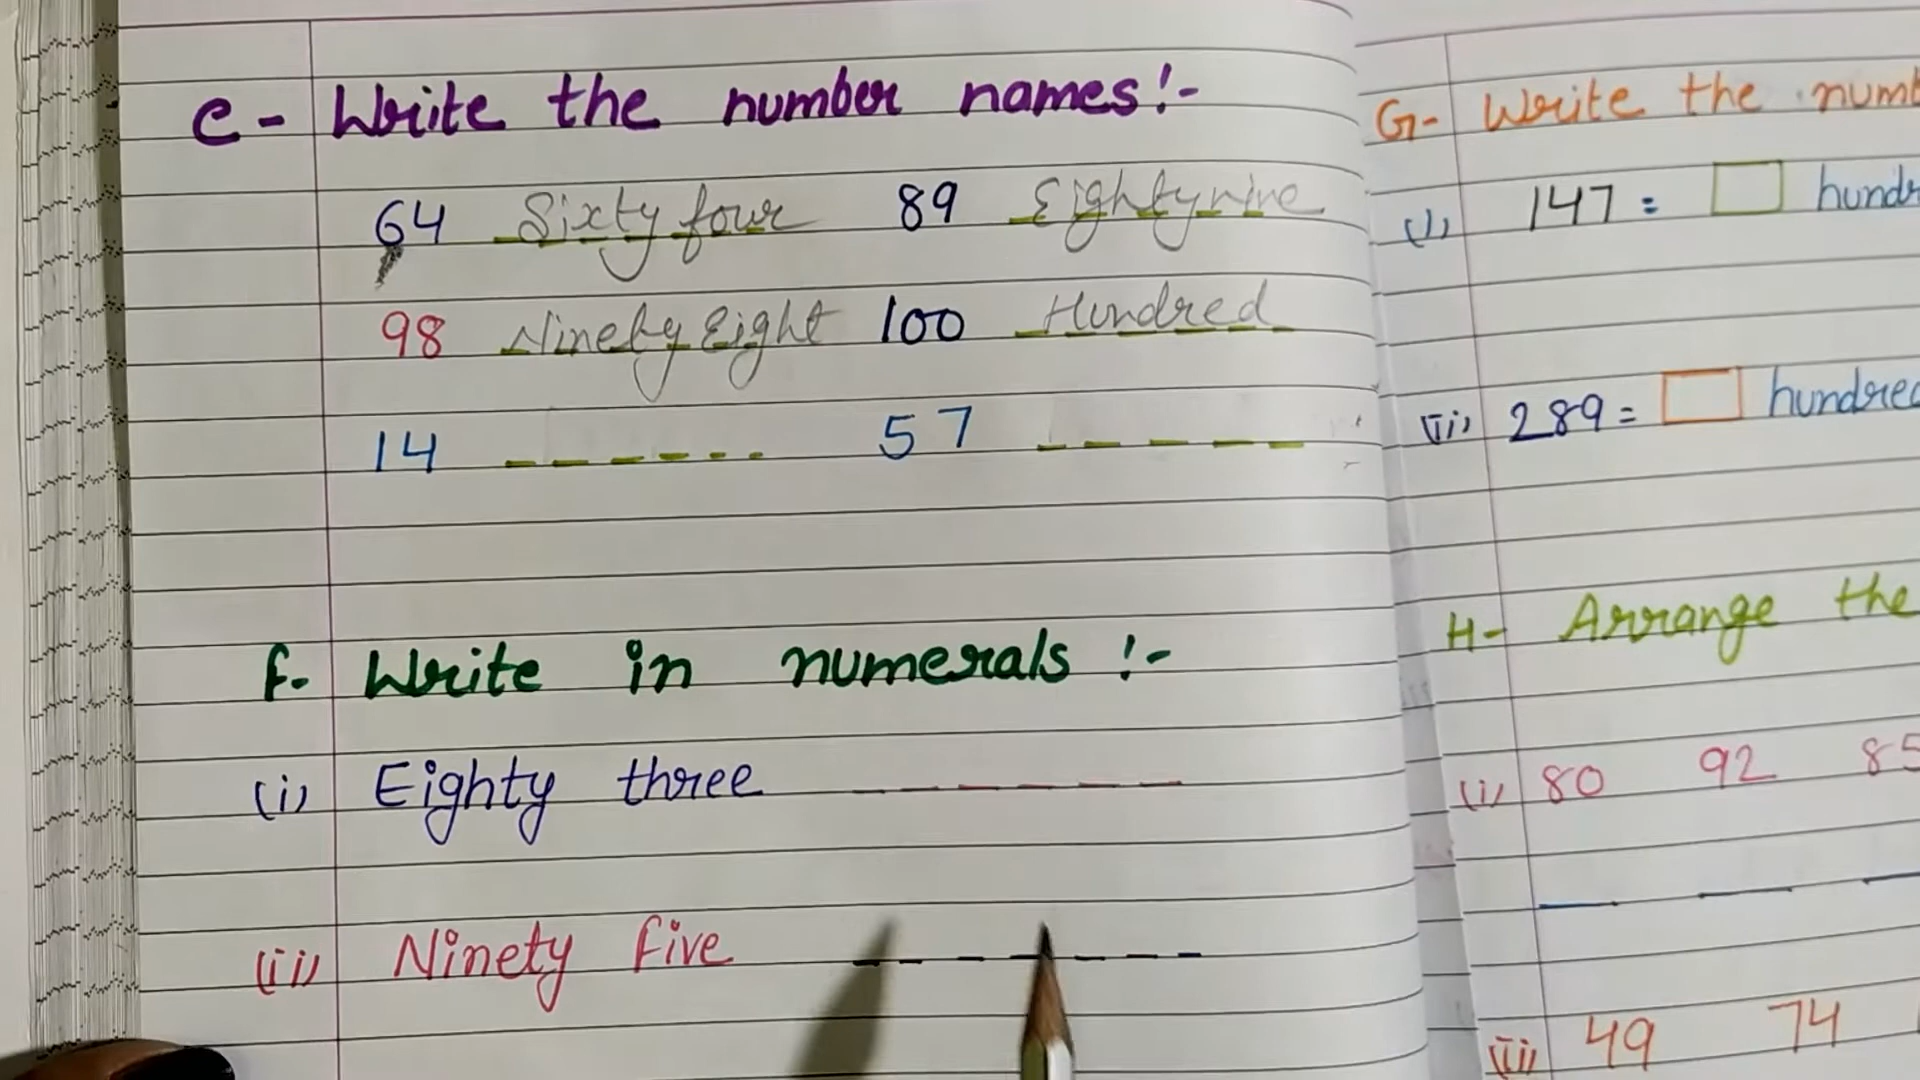 e- Write the number names!-
64 Sixty four 89 Eighty nine
98 Ninety Eight 100 Hundred
14 ------ 57 -----
f. Write in numerals !-
(i) Eighty three ------
(ii) Ninety five -------
G- Write the
(i) 147 = □
(ii) 289 = □ hundred
H- Arrange the
(i) 80 92 85
(ii) 49 74